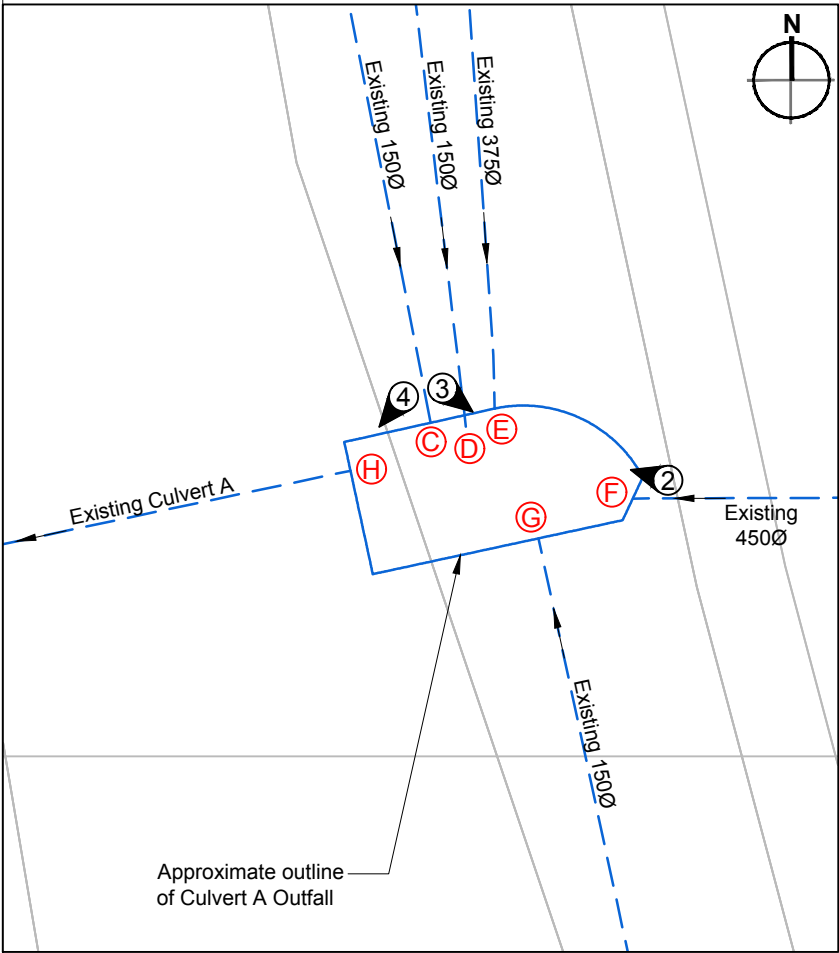 N
Existing 150Ø
Existing 150Ø
Existing 375Ø
4
3
C
D
E
H
F
2
G
Existing Culvert A
Existing
450Ø
Existing 150Ø
Approximate outline
of Culvert A Outfall